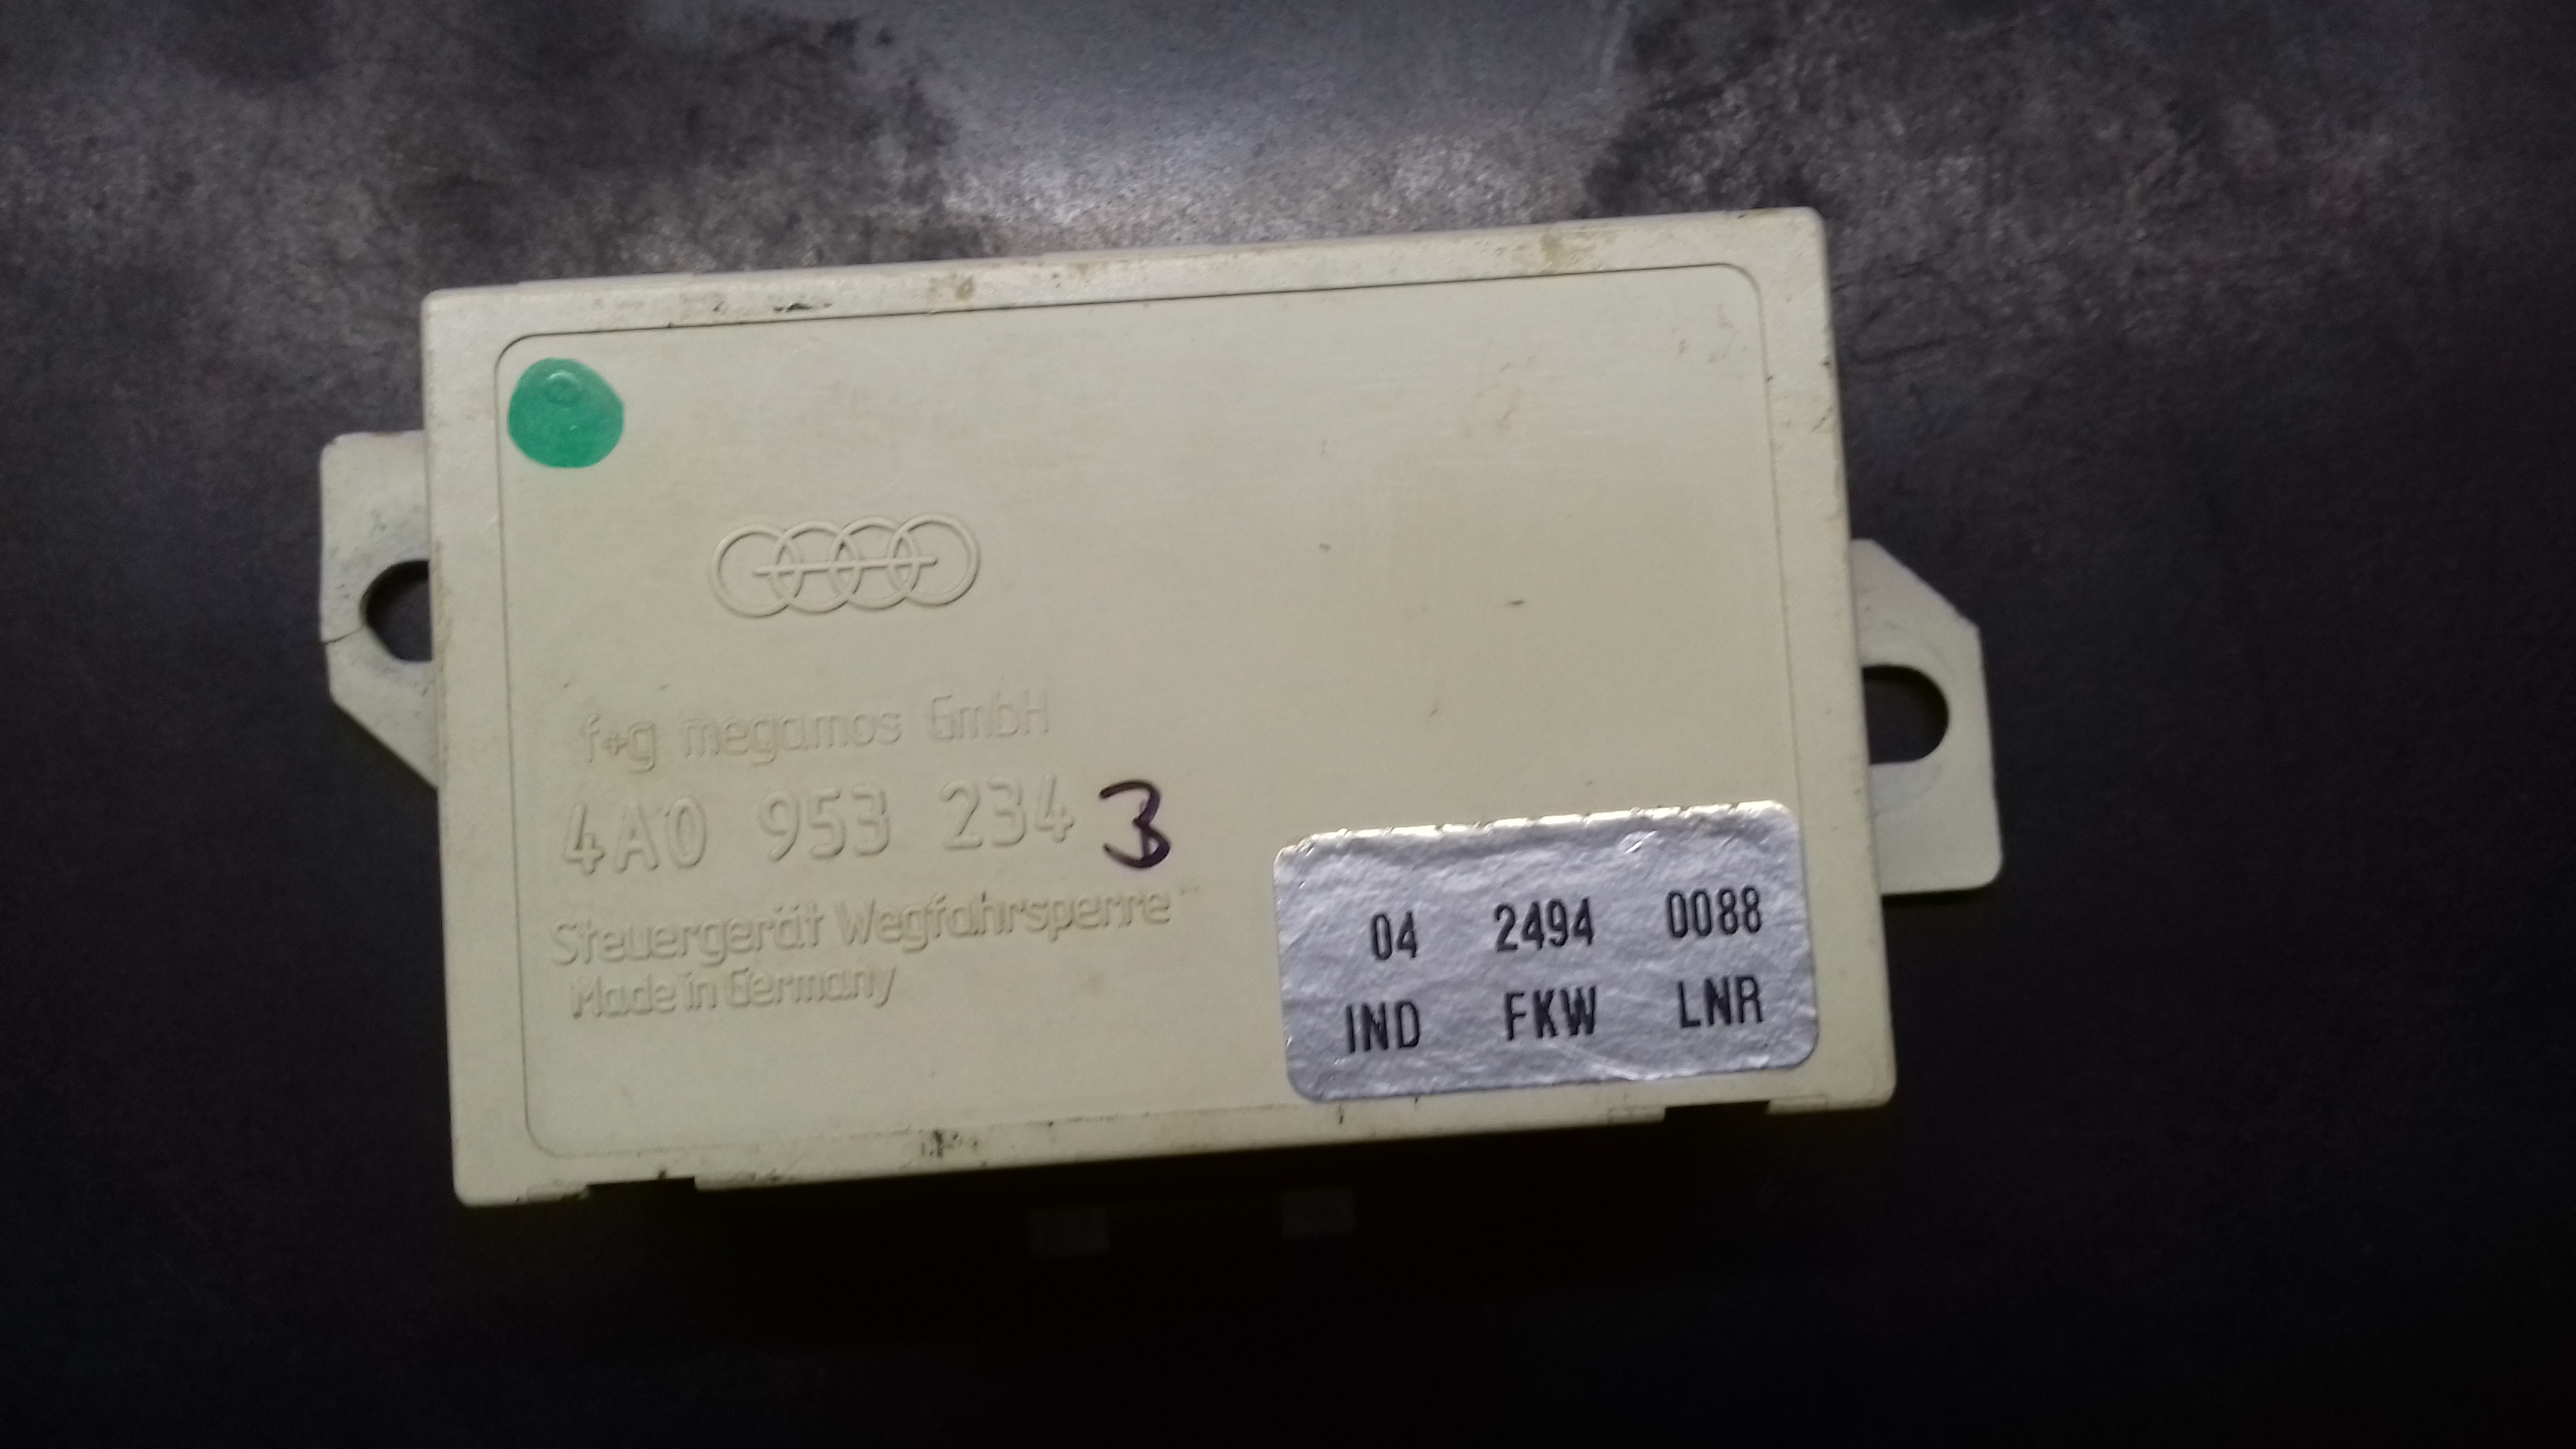 f+g megamos GmbH
4A0 953 234 3
Steuergerät Wegfahrsperre
Made in Germany
04 2494 0088
IND FKW LNR